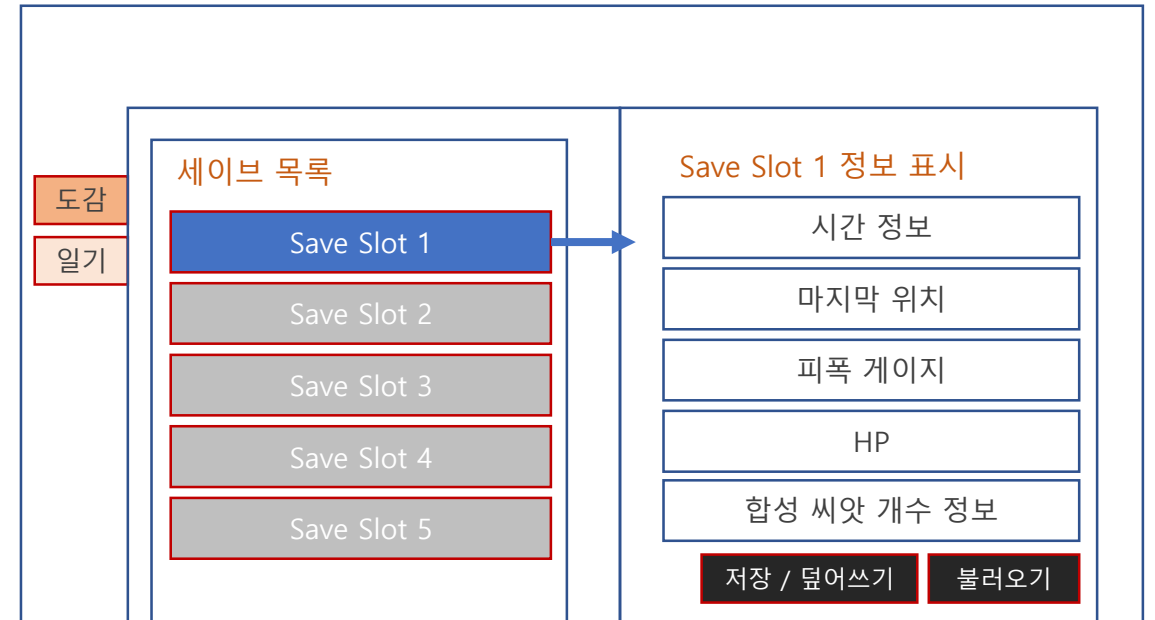 도감
일기
세이브 목록
Save Slot 1
Save Slot 2
Save Slot 3
Save Slot 4
Save Slot 5
Save Slot 1 정보 표시
시간 정보
마지막 위치
피폭 게이지
HP
합성 씨앗 개수 정보
저장 / 덮어쓰기
불러오기